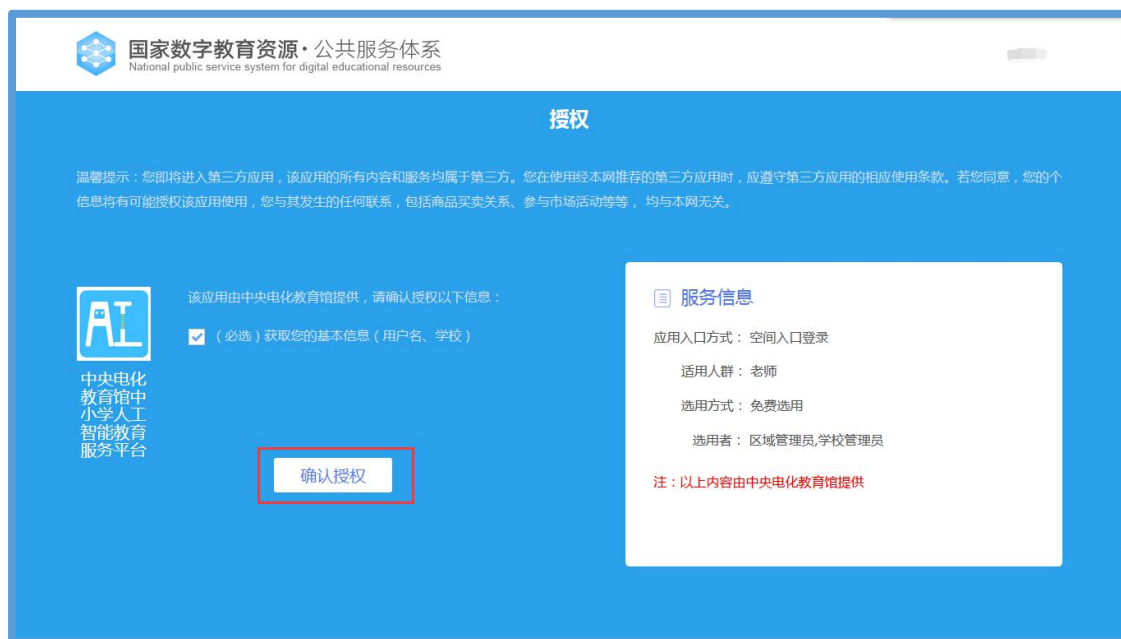 国家数字教育资源·公共服务体系
National public service system for digital educational resources
授权
温馨提示：您即将进入第三方应用，该应用的所有内容和服务均属于第三方。您在使用经本网推荐的第三方应用时，应遵守第三方应用的相应使用条款。若您同意，您的个
信息将有可能授权该应用使用，您与其发生的任何联系，包括商品买卖关系、参与市场活动等等，均与本网无关。
AI
中央电化
教育馆中
小学人工
智能教育
服务平台
该应用由中央电化教育馆提供，请确认授权以下信息：
（必选）获取您的基本信息（用户名、学校）
确认授权
服务信息
应用入口方式：空间入口登录
适用人群：老师
选用方式：免费选用
选用者：区域管理员,学校管理员
注：以上内容由中央电化教育馆提供